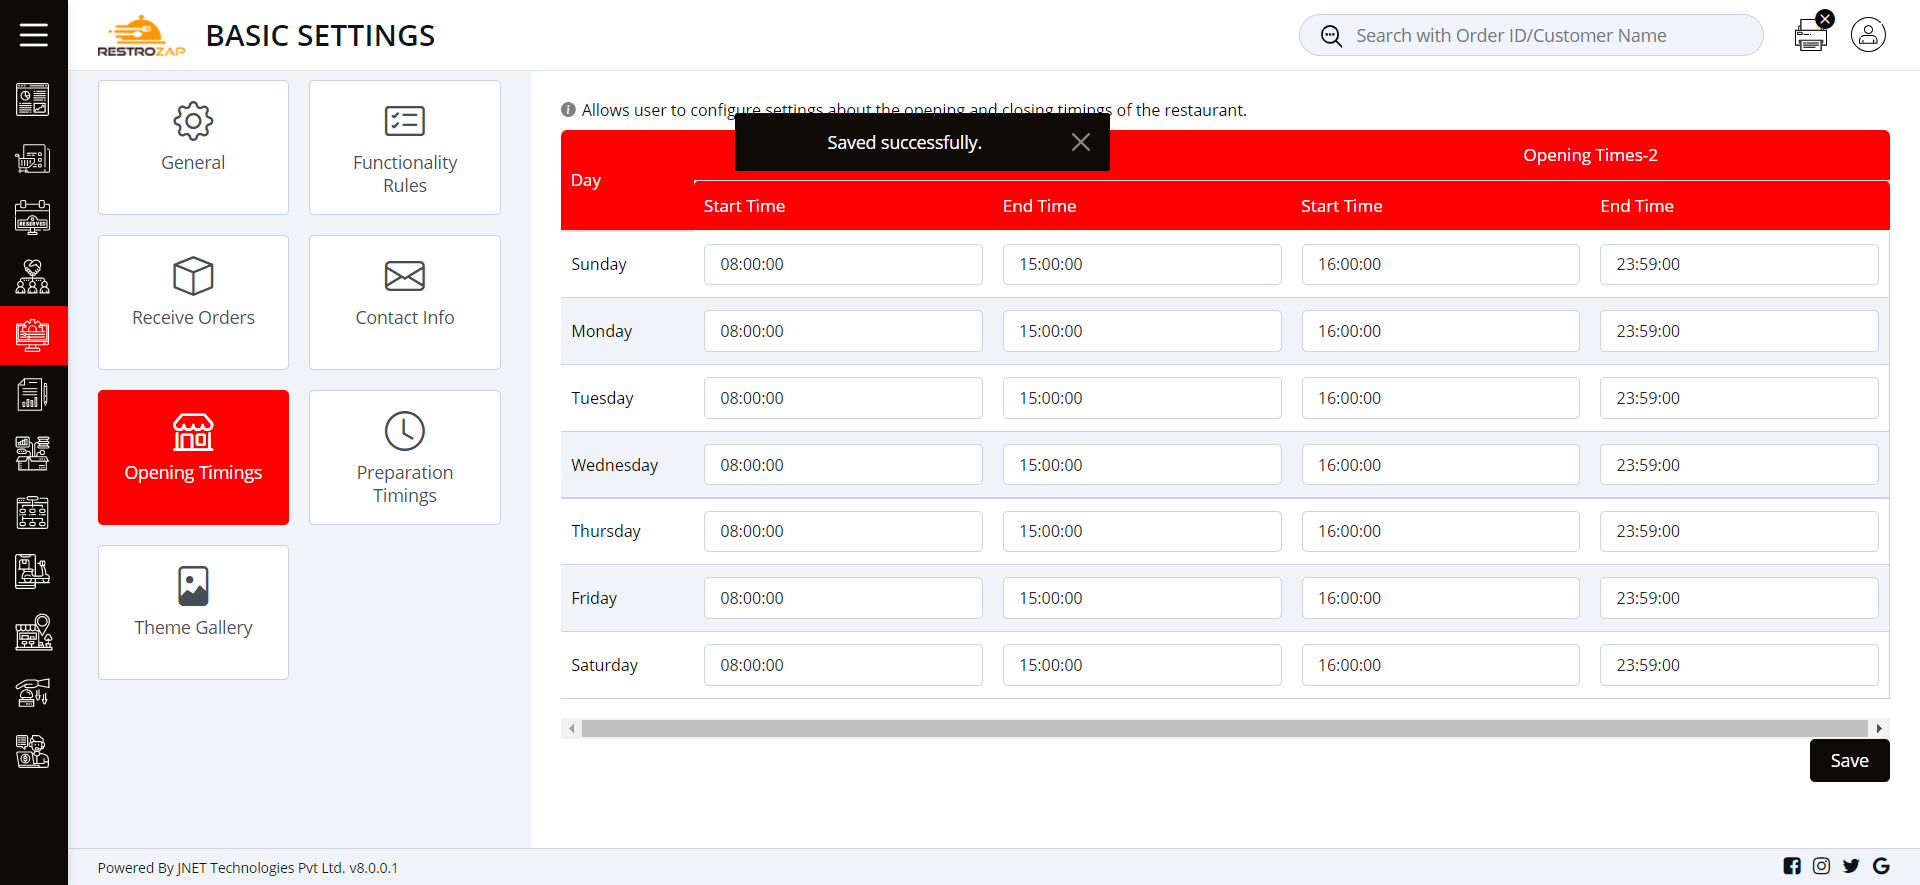 RESTROZAP
BASIC SETTINGS
Search with Order ID/Customer Name
General
Functionality
Rules
Receive Orders
Contact Info
Opening Timings
Preparation
Timings
Theme Gallery
Allows user to configure settings about the opening and closing timings of the restaurant.
Saved successfully.
Day
Opening Times-2
Start Time
End Time
Start Time
End Time
Sunday 08:00:00 15:00:00 16:00:00 23:59:00
Monday 08:00:00 15:00:00 16:00:00 23:59:00
Tuesday 08:00:00 15:00:00 16:00:00 23:59:00
Wednesday 08:00:00 15:00:00 16:00:00 23:59:00
Thursday 08:00:00 15:00:00 16:00:00 23:59:00
Friday 08:00:00 15:00:00 16:00:00 23:59:00
Saturday 08:00:00 15:00:00 16:00:00 23:59:00
Save
Powered By JNET Technologies Pvt Ltd. v8.0.0.1